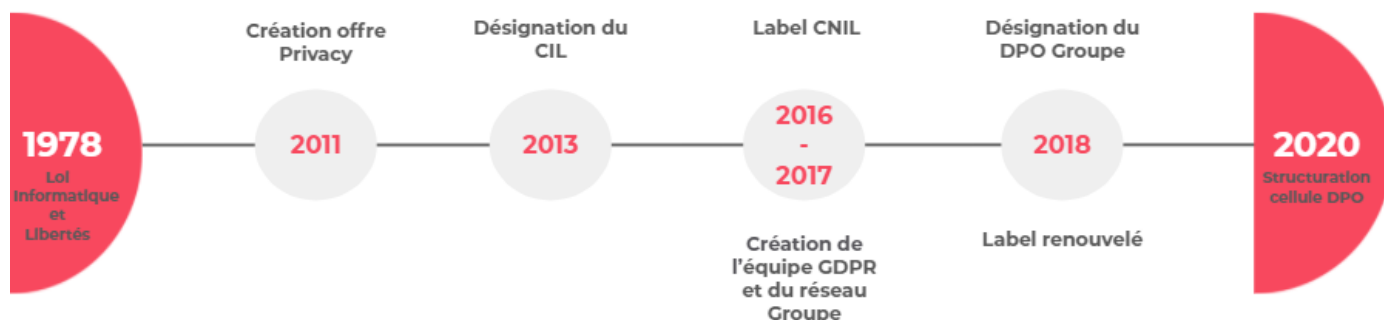 1978
Loi
Informatique
et
Libertés
Création offre
Privacy
2011
Désignation du
CIL
2013
Label CNIL
2016
-
2017
Création de
l'équipe GDPR
et du réseau
Groupe
Désignation du
DPO Groupe
2018
Label renouvelé
2020
Structuration
cellule DPO